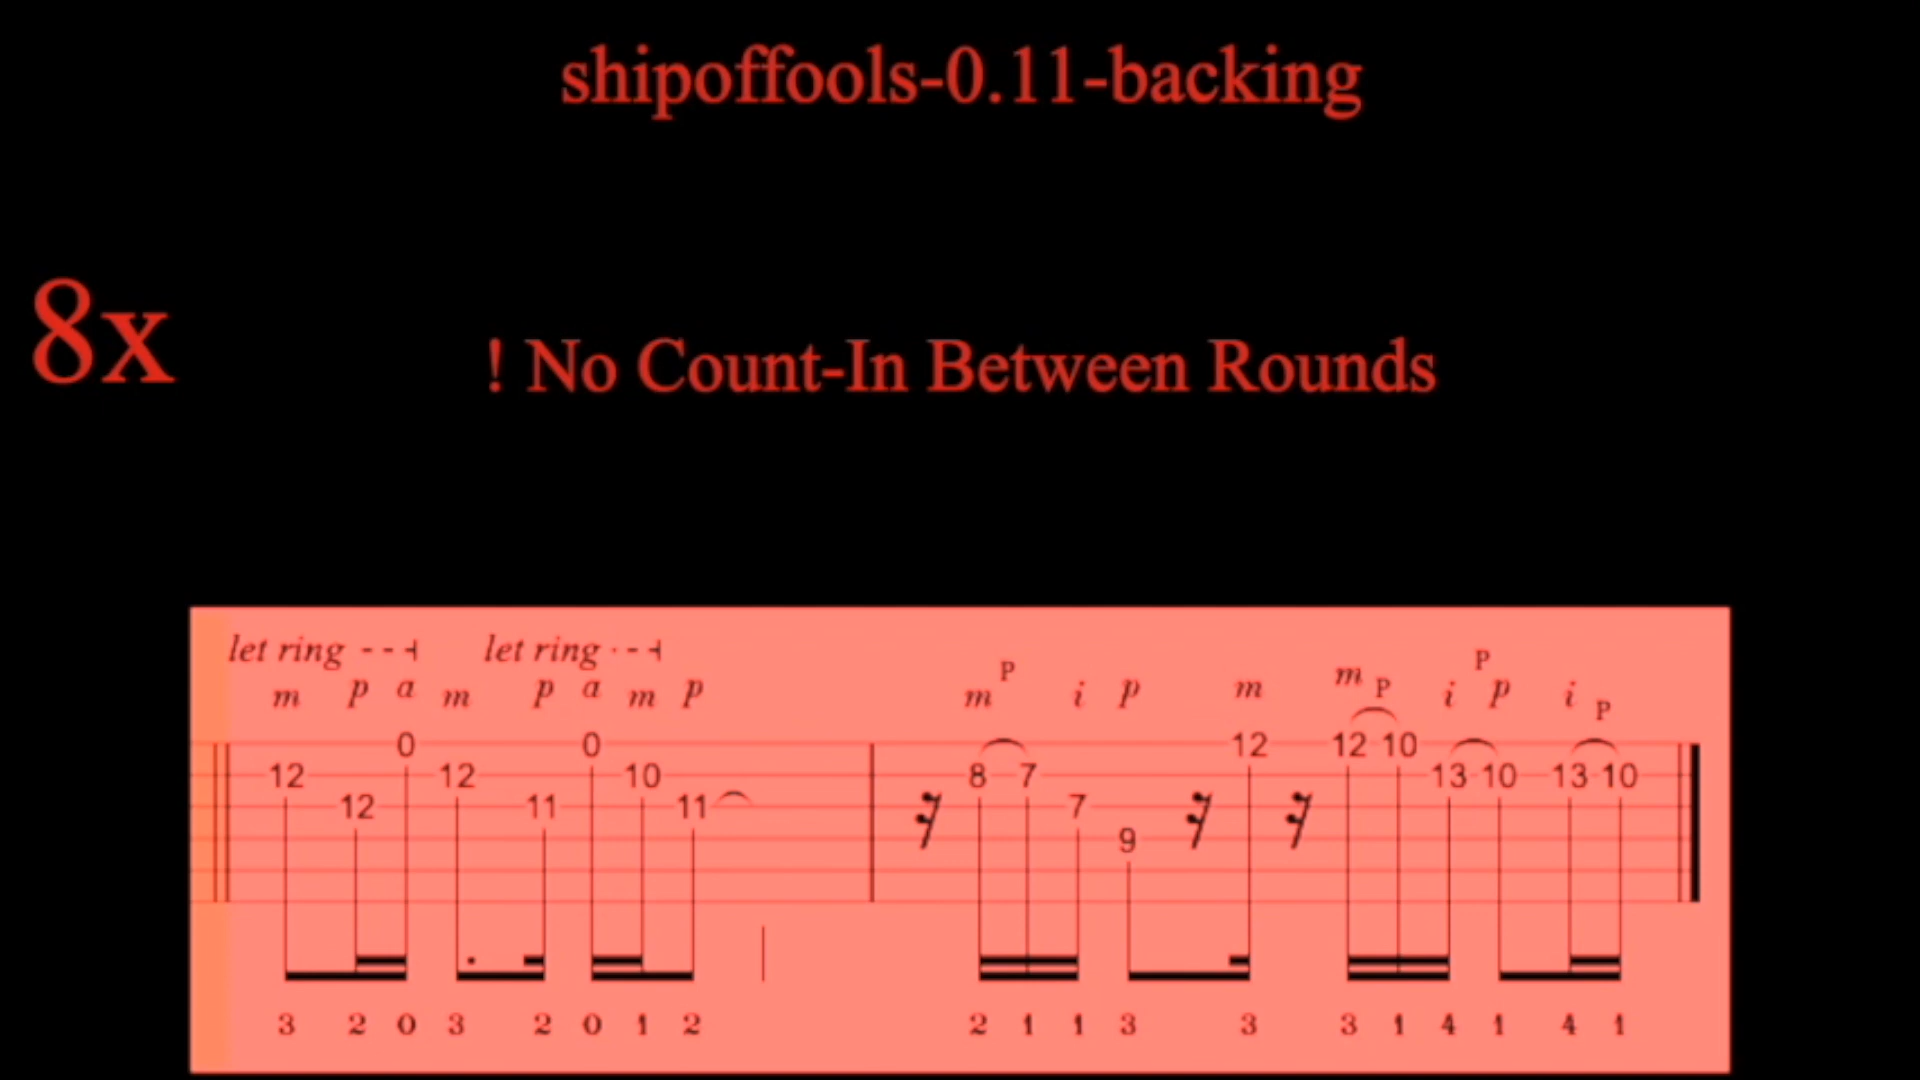 shipoffools-0.11-backing
8x
! No Count-In Between Rounds
let ring - - -| let ring - - -|
m p a m p a m p m P i p m m P i P p i P
0 0 12 12 10
12 12 10 8 7 13 10 13 10
12 11 11 7
9
3 2 0 3 2 0 1 2 2 1 1 3 3 3 1 4 1 4 1